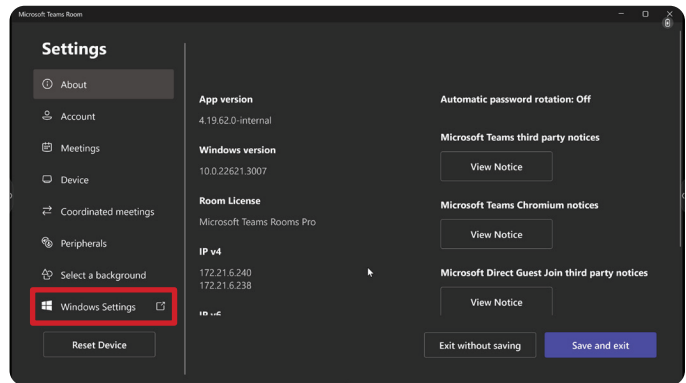 Microsoft Teams Room
Settings
About
Account
Meetings
Device
Coordinated meetings
Peripherals
Select a background
Windows Settings
Reset Device
App version
4.19.62.0-internal
Windows version
10.0.22621.3007
Room License
Microsoft Teams Rooms Pro
IP v4
172.21.6.240
172.21.6.238
IP v6
Automatic password rotation: Off
Microsoft Teams third party notices
View Notice
Microsoft Teams Chromium notices
View Notice
Microsoft Direct Guest Join third party notices
View Notice
Exit without saving
Save and exit